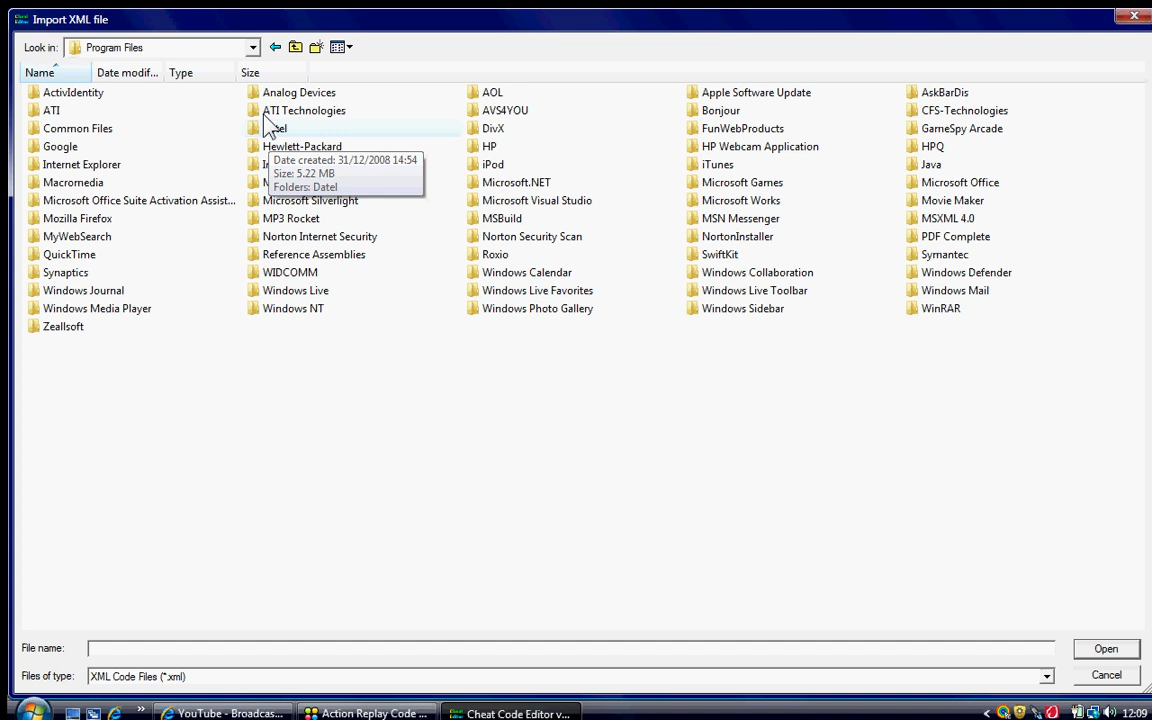 Import XML file
Look in: Program Files
Name Date modif... Type Size
ActivIdentity Analog Devices AOL Apple Software Update AskBarDis
ATI ATI Technologies AVS4YOU Bonjour CFS-Technologies
Common Files DivX FunWebProducts GameSpy Arcade
Google Hewlett-Packard HP HP Webcam Application HPQ
Internet Explorer iPod iTunes Java
Macromedia Microsoft.NET Microsoft Games Microsoft Office
Microsoft Office Suite Activation Assist... Microsoft Silverlight Microsoft Visual Studio Microsoft Works Movie Maker
Mozilla Firefox MP3 Rocket MSBuild MSN Messenger MSXML 4.0
MyWebSearch Norton Internet Security Norton Security Scan NortonInstaller PDF Complete
QuickTime Reference Assemblies Roxio SwiftKit Symantec
Synaptics WIDCOMM Windows Calendar Windows Collaboration Windows Defender
Windows Journal Windows Live Windows Live Favorites Windows Live Toolbar Windows Mail
Windows Media Player Windows NT Windows Photo Gallery Windows Sidebar WinRAR
Zeallsoft
Date created: 31/12/2008 14:54
Size: 5.22 MB
Folders: Datel
File name: Open
Files of type: XML Code Files (*.xml) Cancel
YouTube - Broadcas... Action Replay Code ... Cheat Code Editor v... 12:09